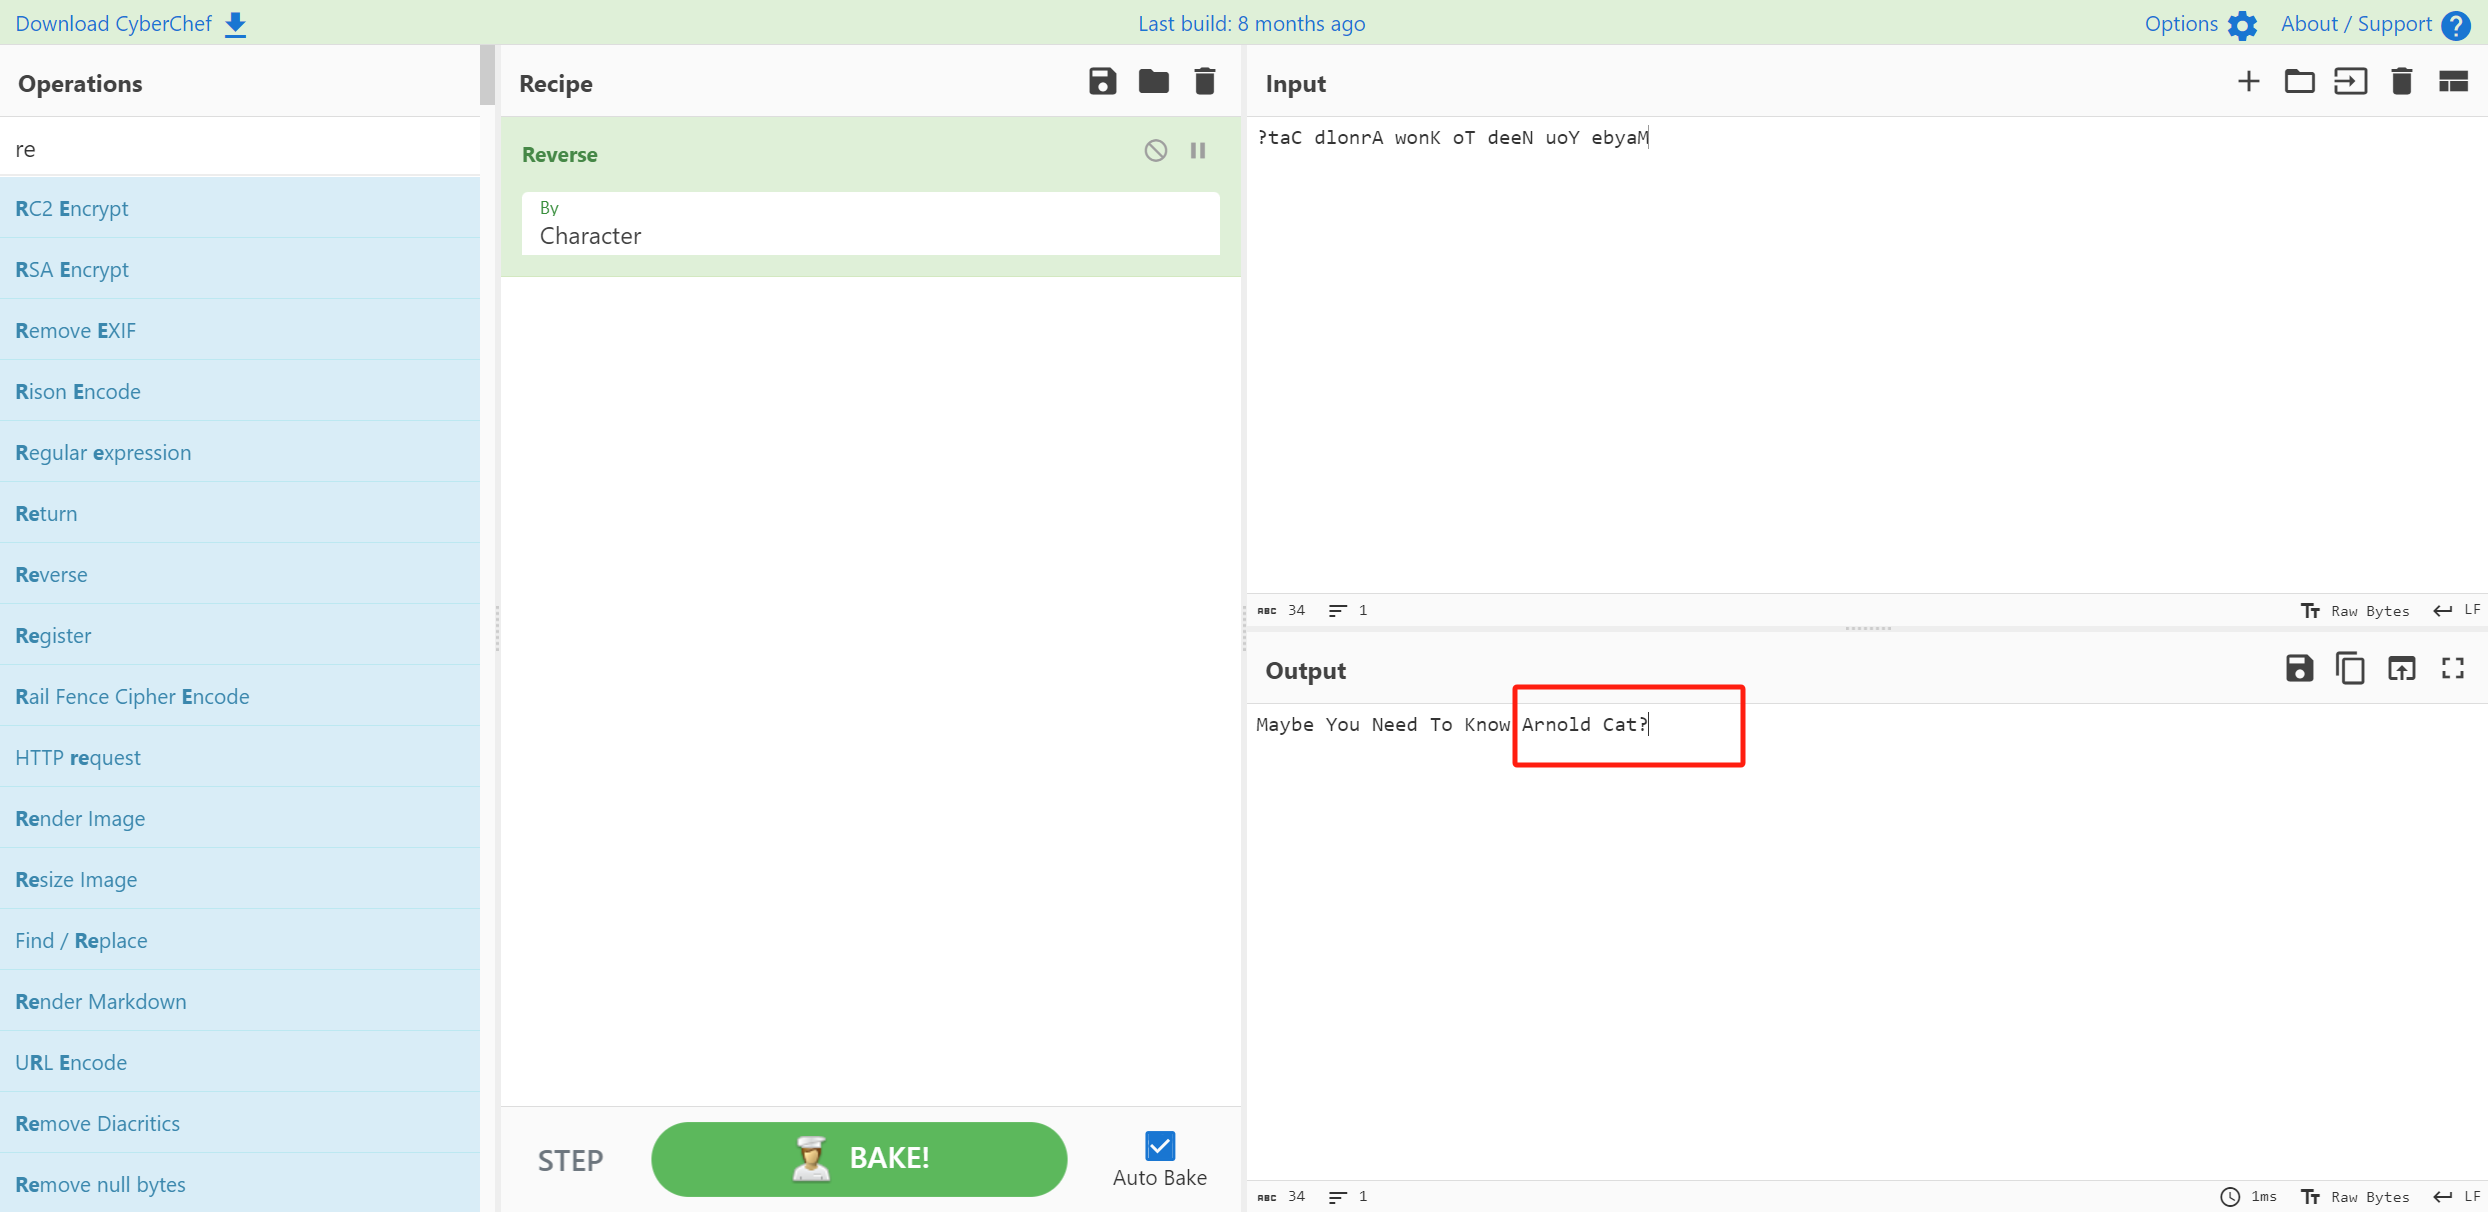 Download CyberChef
Last build: 8 months ago
Options
About / Support
Operations
re
RC2 Encrypt
RSA Encrypt
Remove EXIF
Rison Encode
Regular expression
Return
Reverse
Register
Rail Fence Cipher Encode
HTTP request
Render Image
Resize Image
Find / Replace
Render Markdown
URL Encode
Remove Diacritics
Remove null bytes
Recipe
Reverse
By
Character
STEP
BAKE!
Auto Bake
Input
?taC dlonrA wonK oT deeN uoY ebyaM
ABC 34 1
Tт Raw Bytes LF
Output
Maybe You Need To Know Arnold Cat?
ABC 34 1
1ms Tт Raw Bytes LF